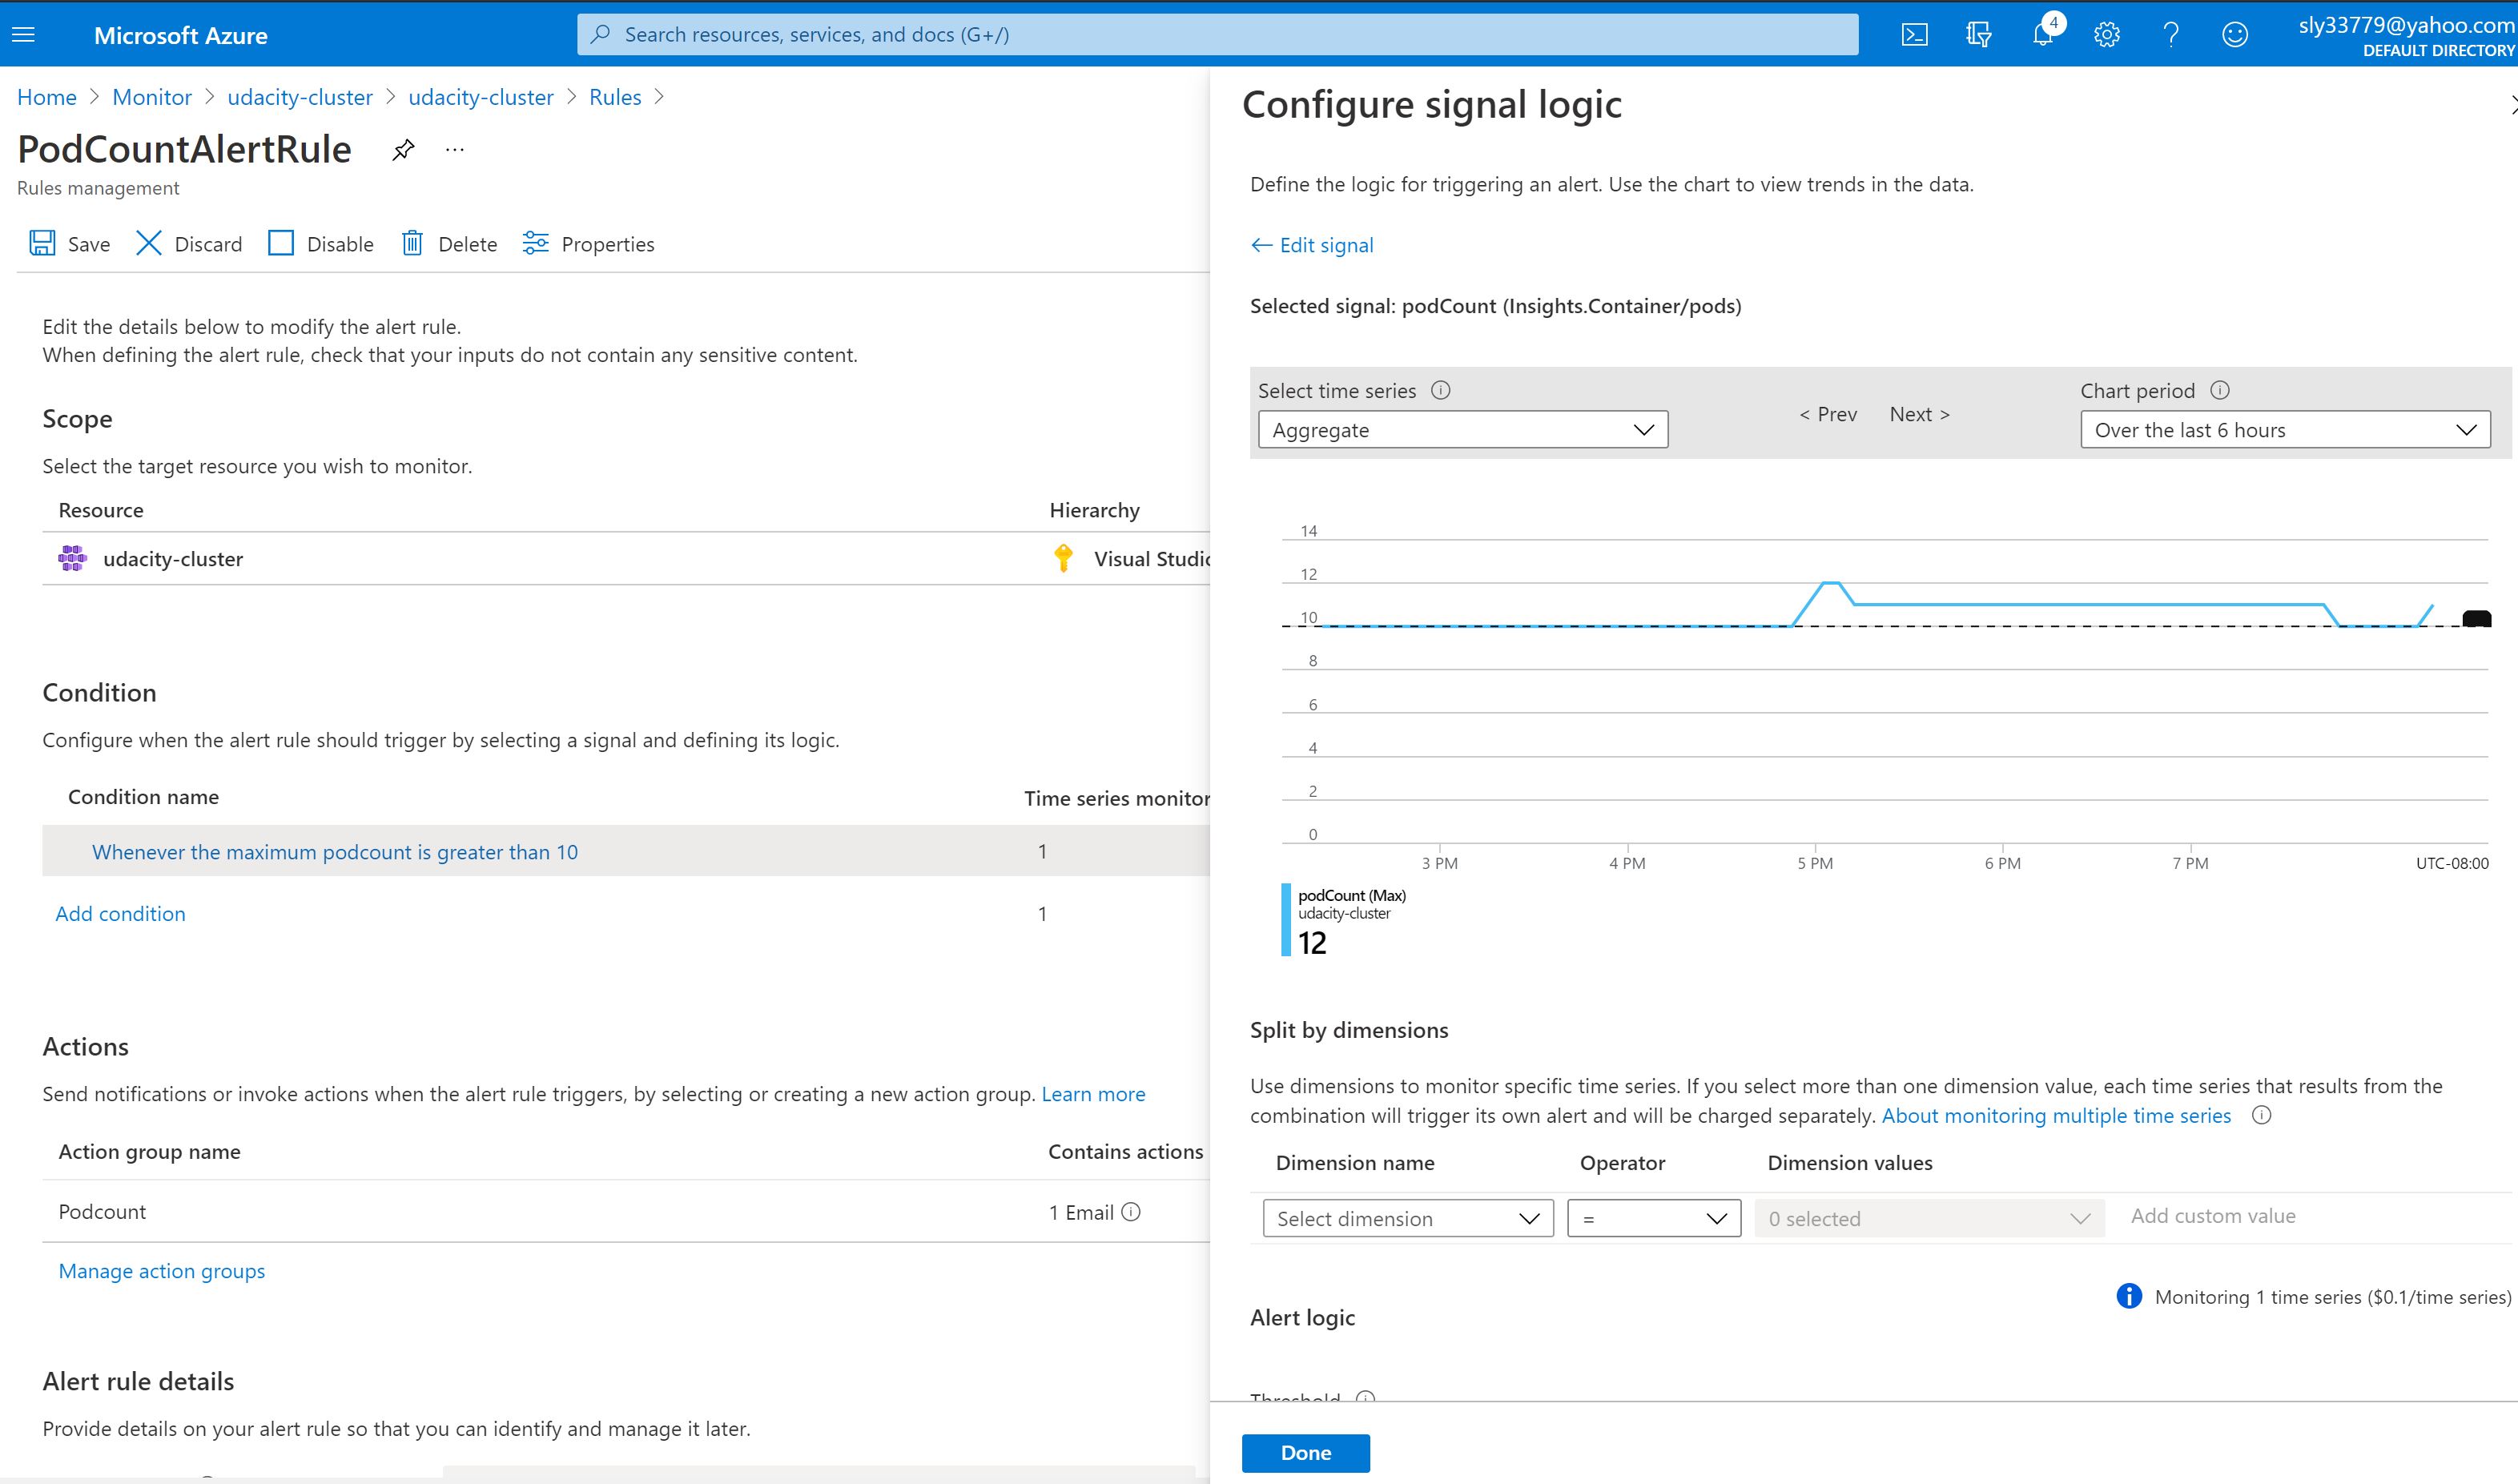 Microsoft Azure
Search resources, services, and docs (G+/)
4
sly33779@yahoo.com
DEFAULT DIRECTORY
Home > Monitor > udacity-cluster > udacity-cluster > Rules >
PodCountAlertRule
...
Rules management
Save Discard Disable Delete Properties
Edit the details below to modify the alert rule.
When defining the alert rule, check that your inputs do not contain any sensitive content.
Scope
Select the target resource you wish to monitor.
Resource Hierarchy
udacity-cluster Visual Studio
Condition
Configure when the alert rule should trigger by selecting a signal and defining its logic.
Condition name Time series monitor
Whenever the maximum podcount is greater than 10 1
Add condition 1
Actions
Send notifications or invoke actions when the alert rule triggers, by selecting or creating a new action group. Learn more
Action group name Contains actions
Podcount 1 Email
Manage action groups
Alert rule details
Provide details on your alert rule so that you can identify and manage it later.
Configure signal logic
Define the logic for triggering an alert. Use the chart to view trends in the data.
← Edit signal
Selected signal: podCount (Insights.Container/pods)
Select time series
Aggregate
< Prev Next >
Chart period
Over the last 6 hours
14
12
10
8
6
4
2
0
3 PM 4 PM 5 PM 6 PM 7 PM UTC-08:00
podCount (Max)
udacity-cluster
12
Split by dimensions
Use dimensions to monitor specific time series. If you select more than one dimension value, each time series that results from the
combination will trigger its own alert and will be charged separately. About monitoring multiple time series
Dimension name Operator Dimension values
Select dimension = 0 selected Add custom value
Monitoring 1 time series ($0.1/time series)
Alert logic
Threshold
Done